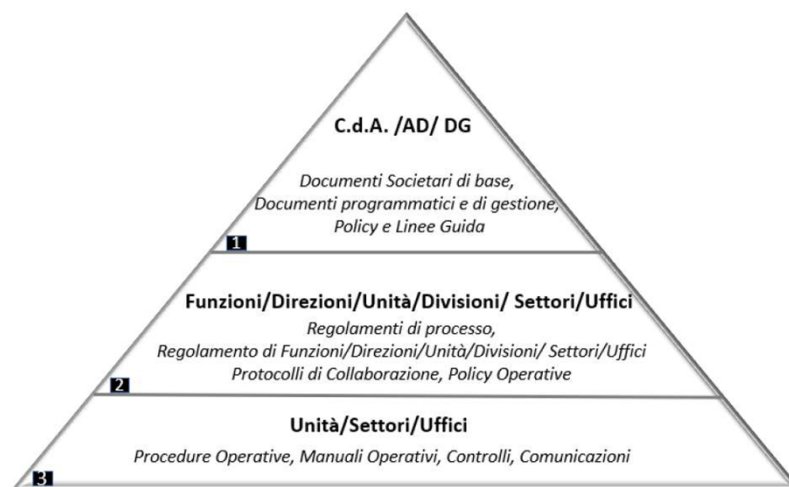 C.d.A. /AD/ DG
Documenti Societari di base,
Documenti programmatici e di gestione,
Policy e Linee Guida
1
Funzioni/Direzioni/Unità/Divisioni/ Settori/Uffici
Regolamenti di processo,
Regolamento di Funzioni/Direzioni/Unità/Divisioni/ Settori/Uffici
Protocolli di Collaborazione, Policy Operative
2
Unità/Settori/Uffici
Procedure Operative, Manuali Operativi, Controlli, Comunicazioni
3